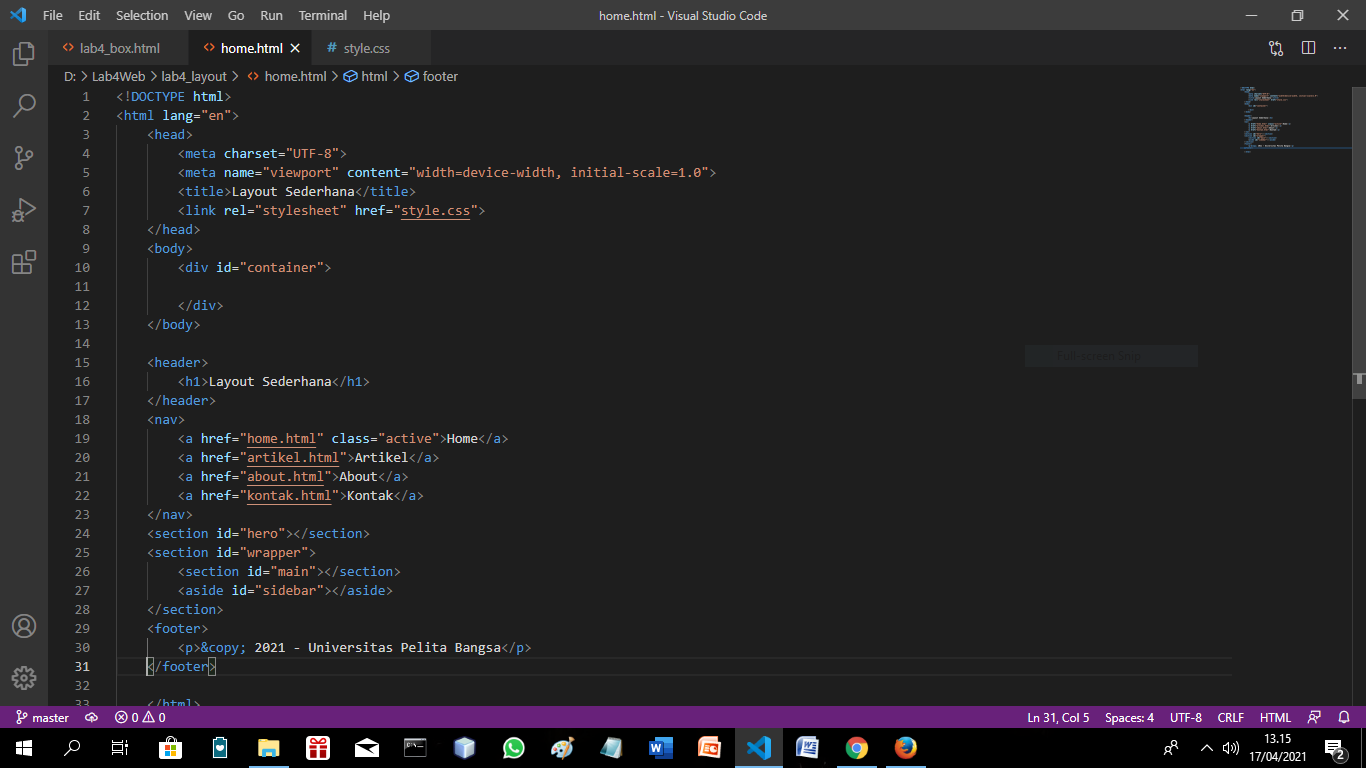 File Edit Selection View Go Run Terminal Help home.html - Visual Studio Code
lab4_box.html home.html style.css
D: > Lab4Web > lab4_layout > home.html > html > footer
1 <!DOCTYPE html>
2 <html lang="en">
3 <head>
4 <meta charset="UTF-8">
5 <meta name="viewport" content="width=device-width, initial-scale=1.0">
6 <title>Layout Sederhana</title>
7 <link rel="stylesheet" href="style.css">
8 </head>
9 <body>
10 <div id="container">
11
12 </div>
13 </body>
14
15 <header>
16 <h1>Layout Sederhana</h1>
17 </header>
18 <nav>
19 <a href="home.html" class="active">Home</a>
20 <a href="artikel.html">Artikel</a>
21 <a href="about.html">About</a>
22 <a href="kontak.html">Kontak</a>
23 </nav>
24 <section id="hero"></section>
25 <section id="wrapper">
26 <section id="main"></section>
27 <aside id="sidebar"></aside>
28 </section>
29 <footer>
30 <p>&copy; 2021 - Universitas Pelita Bangsa</p>
31 </footer>
32
33 </html>
Full-screen Snip
master 0 0 Ln 31, Col 5 Spaces: 4 UTF-8 CRLF HTML
13.15
17/04/2021
2